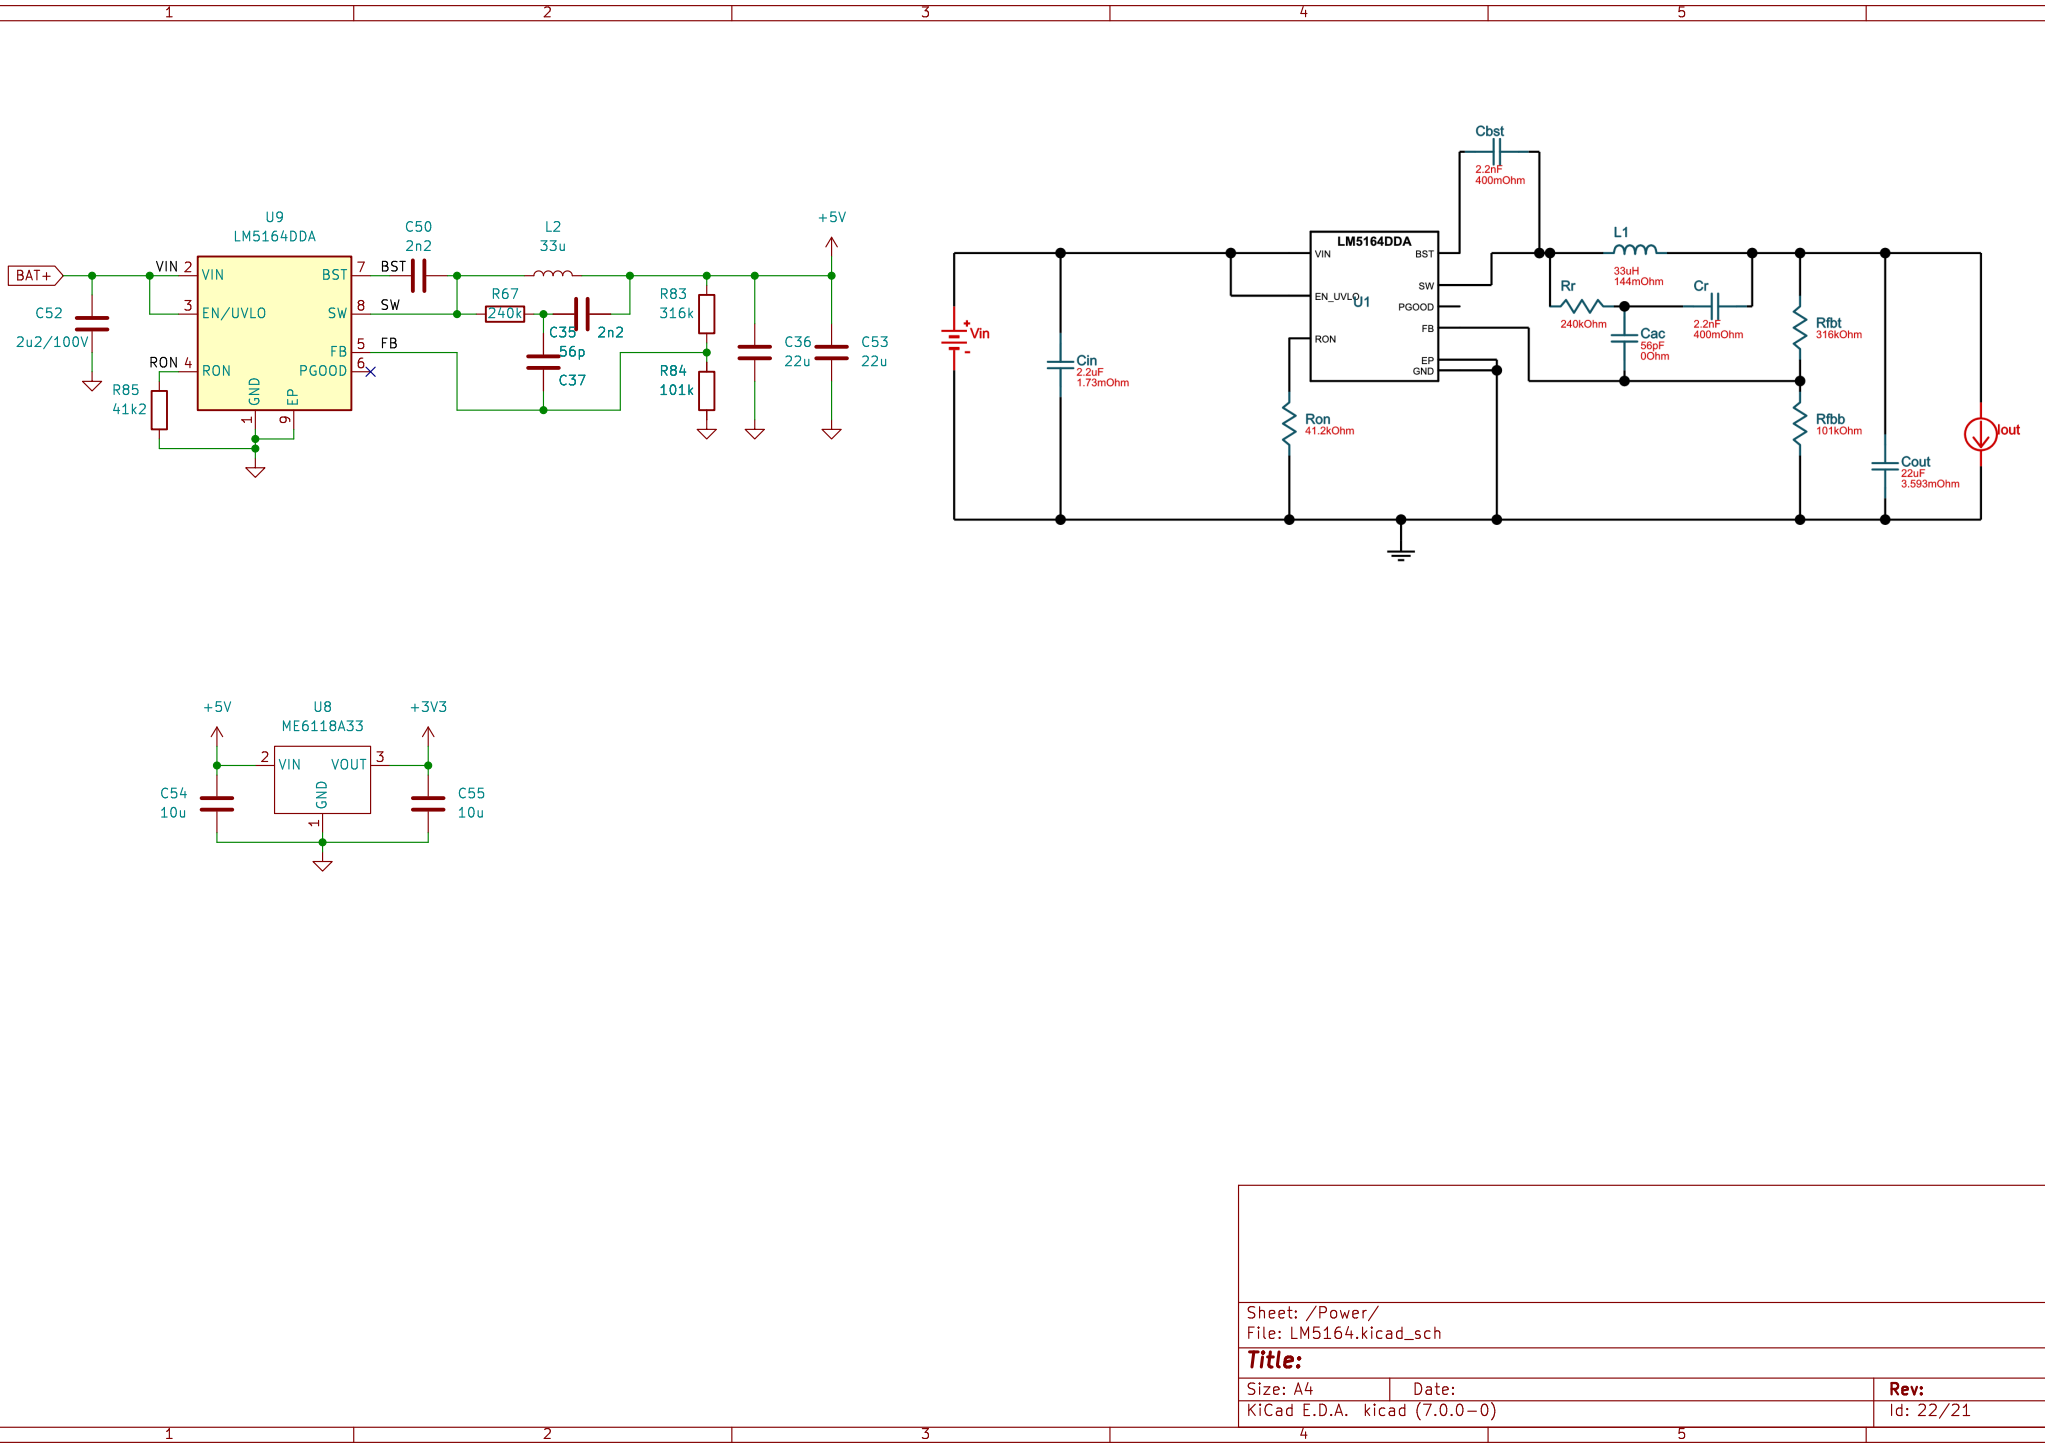 1 2 3 4 5
BAT+
C52
2u2/100V
VIN 2
3
RON 4
R85
41k2
U9
LM5164DDA
VIN
EN/UVLO
RON
GND
EP
BST
SW
FB
PGOOD
1
9
7
8
5
6
BST
SW
FB
C50
2n2
L2
33u
R67
240k
C35
2n2
56p
C37
R83
316k
R84
101k
C36
22u
+5V
C53
22u
Vin
+
-
Cin
2.2uF
1.73mOhm
LM5164DDA
VIN
EN_UVLO
U1
RON
BST
SW
PGOOD
FB
EP
GND
Ron
41.2kOhm
Cbst
2.2nF
400mOhm
L1
33uH
144mOhm
Rr
240kOhm
Cac
56pF
0Ohm
Cr
2.2nF
400mOhm
Rfbt
316kOhm
Rfbb
101kOhm
Cout
22uF
3.593mOhm
Iout
+5V
U8
ME6118A33
+3V3
2
VIN
VOUT
3
GND
1
C54
10u
C55
10u
Sheet: /Power/
File: LM5164.kicad_sch
Title:
Size: A4
Date:
Rev:
KiCad E.D.A. kicad (7.0.0-0)
Id: 22/21
1 2 3 4 5